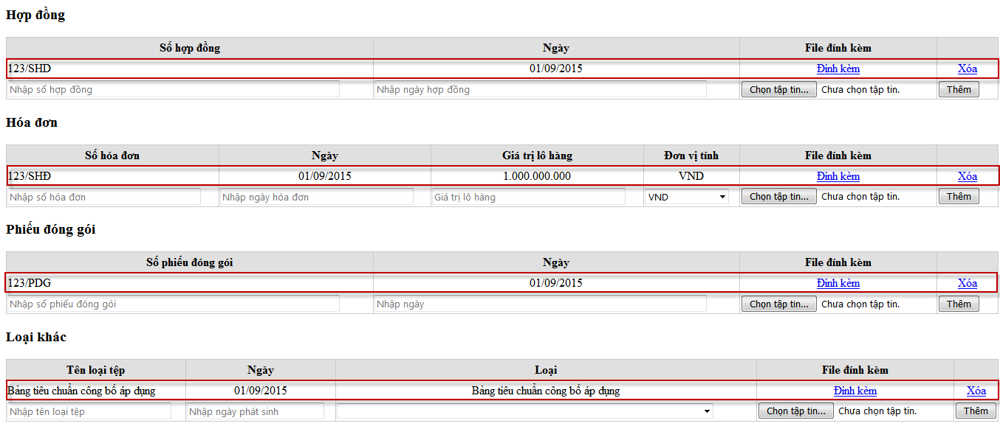 Hợp đồng
Số hợp đồng Ngày File đính kèm
123/SHD 01/09/2015 Đính kèm Xóa
Nhập số hợp đồng Nhập ngày hợp đồng Chọn tập tin... Chưa chọn tập tin. Thêm
Hóa đơn
Số hóa đơn Ngày Giá trị lô hàng Đơn vị tính File đính kèm
123/SHĐ 01/09/2015 1.000.000.000 VND Đính kèm Xóa
Nhập số hóa đơn Nhập ngày hóa đơn Giá trị lô hàng VND Chọn tập tin... Chưa chọn tập tin. Thêm
Phiếu đóng gói
Số phiếu đóng gói Ngày File đính kèm
123/PDG 01/09/2015 Đính kèm Xóa
Nhập số phiếu đóng gói Nhập ngày Chọn tập tin... Chưa chọn tập tin. Thêm
Loại khác
Tên loại tệp Ngày Loại File đính kèm
Bảng tiêu chuẩn công bố áp dụng 01/09/2015 Bảng tiêu chuẩn công bố áp dụng Đính kèm Xóa
Nhập tên loại tệp Nhập ngày phát sinh Chọn tập tin... Chưa chọn tập tin. Thêm